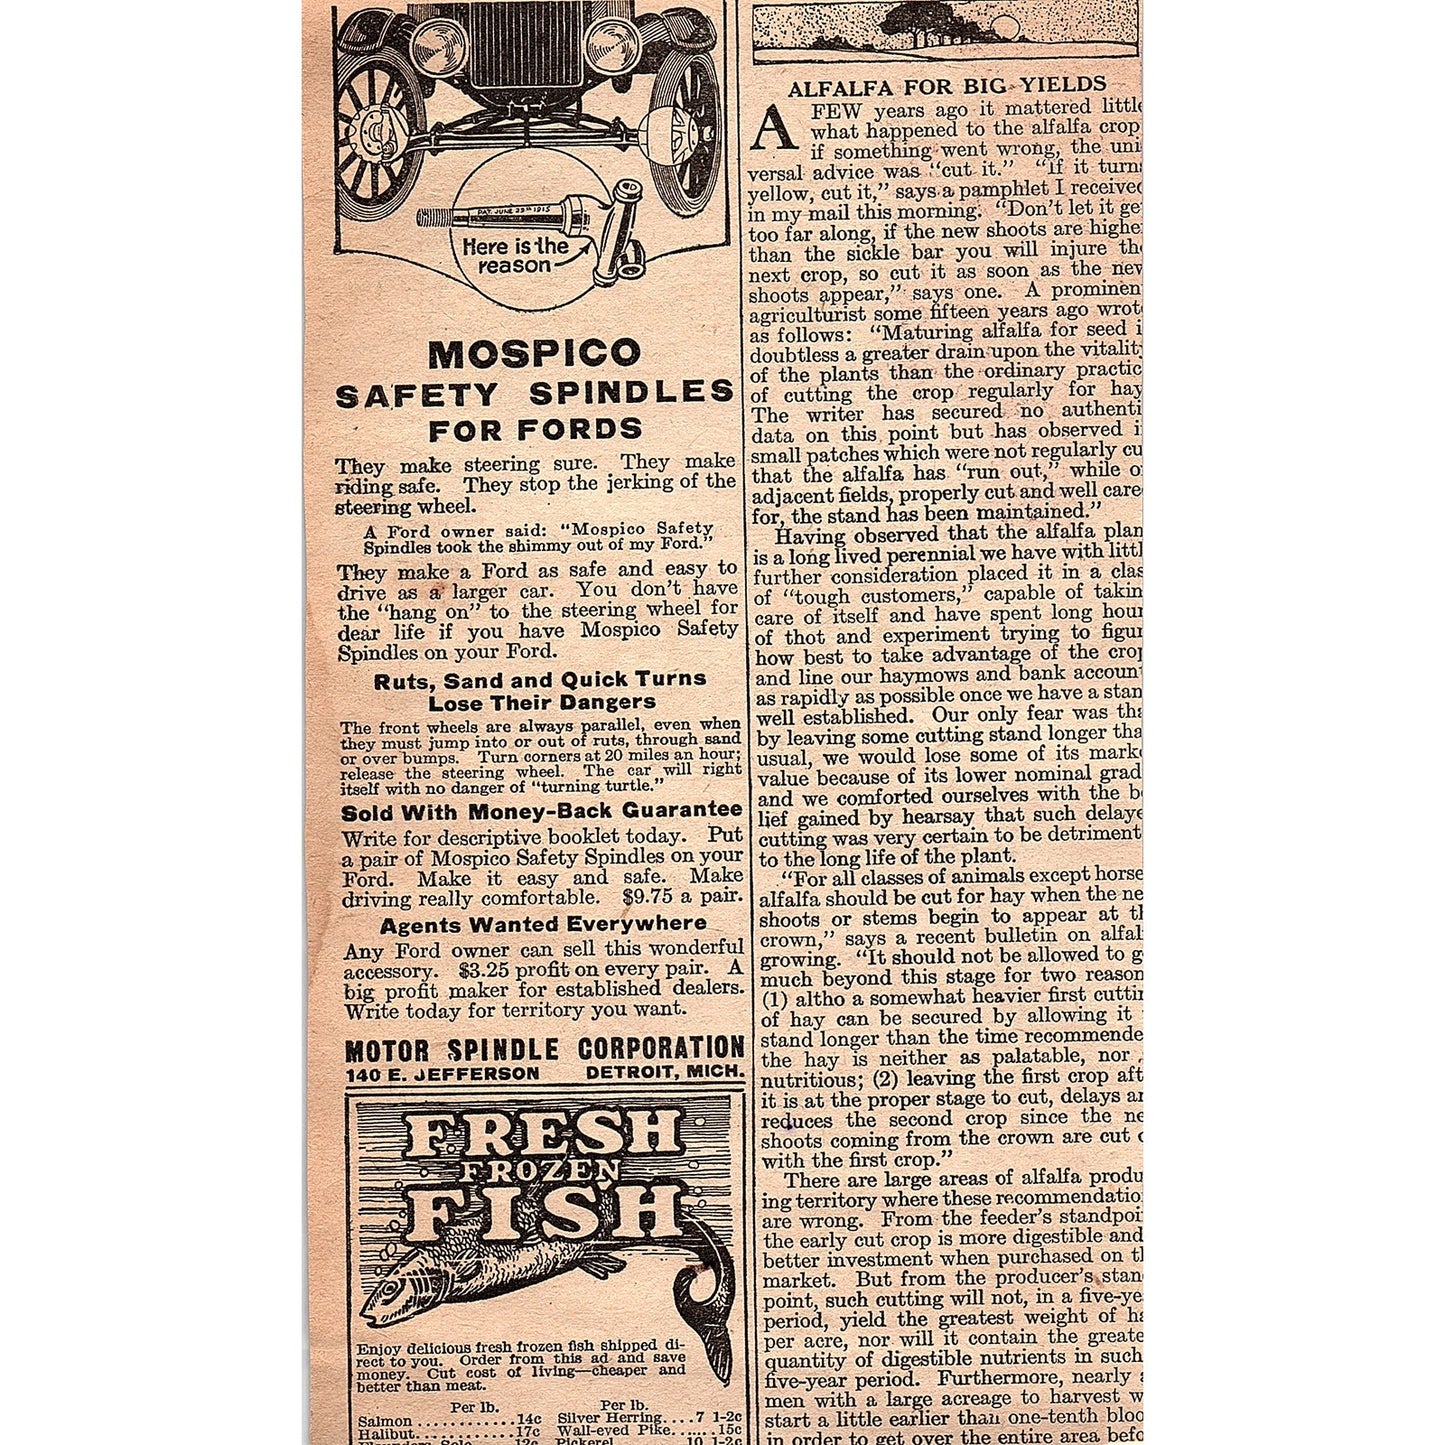 PAT. JUNE 29TH 1915
Here is the
reason
MOSPICO
SAFETY SPINDLES
FOR FORDS
They make steering sure. They make
riding safe. They stop the jerking of the
steering wheel.
A Ford owner said: "Mospico Safety
Spindles took the shimmy out of my Ford."
They make a Ford as safe and easy to
drive as a larger car. You don't have
the "hang on" to the steering wheel for
dear life if you have Mospico Safety
Spindles on your Ford.
Ruts, Sand and Quick Turns
Lose Their Dangers
The front wheels are always parallel, even when
they must jump into or out of ruts, through sand
or over bumps. Turn corners at 20 miles an hour;
release the steering wheel. The car will right
itself with no danger of "turning turtle."
Sold With Money-Back Guarantee
Write for descriptive booklet today. Put
a pair of Mospico Safety Spindles on your
Ford. Make it easy and safe. Make
driving really comfortable. $9.75 a pair.
Agents Wanted Everywhere
Any Ford owner can sell this wonderful
accessory. $3.25 profit on every pair. A
big profit maker for established dealers.
Write today for territory you want.
MOTOR SPINDLE CORPORATION
140 E. JEFFERSON DETROIT, MICH.
FRESH
FROZEN
FISH
Enjoy delicious fresh frozen fish shipped di-
rect to you. Order from this ad and save
money. Cut cost of living—cheaper and
better than meat.
Per lb. Per lb.
Salmon ............14c Silver Herring....7 1-2c
Halibut............17c Wall-eyed Pike......15c
Pickerel 10 1-2c
ALFALFA FOR BIG YIELDS
A FEW years ago it mattered little
what happened to the alfalfa crop
if something went wrong, the uni
versal advice was "cut it." "If it turn
yellow, cut it," says a pamphlet I received
in my mail this morning. "Don't let it ge
too far along, if the new shoots are highe
than the sickle bar you will injure th
next crop, so cut it as soon as the new
shoots appear," says one. A prominen
agriculturist some fifteen years ago wrot
as follows: "Maturing alfalfa for seed i
doubtless a greater drain upon the vitality
of the plants than the ordinary practic
of cutting the crop regularly for hay
The writer has secured no authenti
data on this point but has observed i
small patches which were not regularly cu
that the alfalfa has "run out," while o
adjacent fields, properly cut and well care
for, the stand has been maintained."
Having observed that the alfalfa plan
is a long lived perennial we have with littl
further consideration placed it in a clas
of "tough customers," capable of takin
care of itself and have spent long hour
of thot and experiment trying to figur
how best to take advantage of the crop
and line our haymows and bank account
as rapidly as possible once we have a stan
well established. Our only fear was tha
by leaving some cutting stand longer tha
usual, we would lose some of its mark
value because of its lower nominal grad
and we comforted ourselves with the b
lief gained by hearsay that such delaye
cutting was very certain to be detriment
to the long life of the plant.
"For all classes of animals except horse
alfalfa should be cut for hay when the ne
shoots or stems begin to appear at th
crown," says a recent bulletin on alfal
growing. "It should not be allowed to g
much beyond this stage for two reason
(1) altho a somewhat heavier first cuttin
of hay can be secured by allowing it
stand longer than the time recommende
the hay is neither as palatable, nor
nutritious; (2) leaving the first crop aft
it is at the proper stage to cut, delays an
reduces the second crop since the ne
shoots coming from the crown are cut o
with the first crop."
There are large areas of alfalfa produ
ing territory where these recommendatio
are wrong. From the feeder's standpoi
the early cut crop is more digestible and
better investment when purchased on th
market. But from the producer's stan
point, such cutting will not, in a five-ye
period, yield the greatest weight of ha
per acre, nor will it contain the greate
quantity of digestible nutrients in such
five-year period. Furthermore, nearly a
men with a large acreage to harvest w
start a little earlier than one-tenth bloo
in order to get over the entire area befo